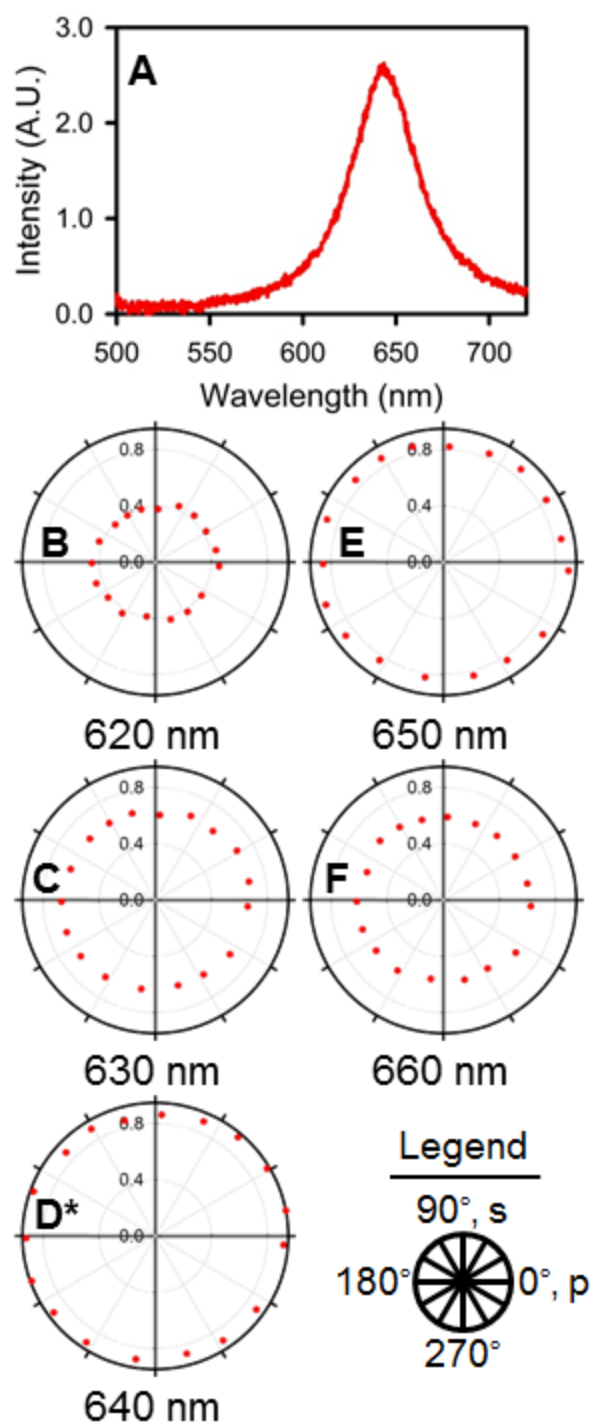 A
Intensity (A.U.)
3.0
2.0
1.0
0.0
500 550 600 650 700
Wavelength (nm)
B
0.8
0.4
0.0
620 nm
E
0.8
0.4
0.0
650 nm
C
0.8
0.4
0.0
630 nm
F
0.8
0.4
0.0
660 nm
D*
0.8
0.4
0.0
640 nm
Legend
90°, s
180° 0°, p
270°